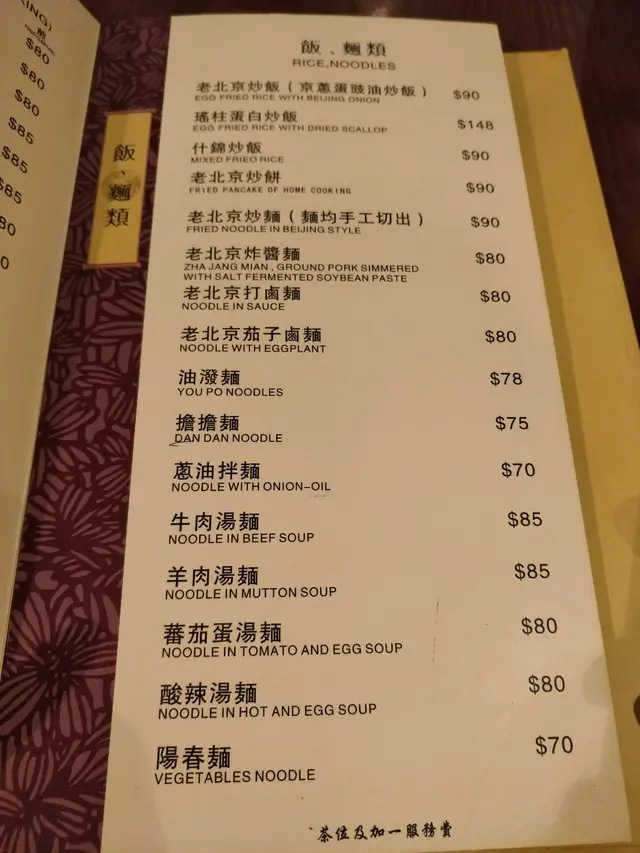 KING)
$80
$80
$80
$85
$85
$85
飯、麵類
飯、麵類
RICE,NOODLES
老北京炒飯(京蔥蛋豉油炒飯) $90
EGG FRIED RICE WITH BEIJING ONION
瑤柱蛋白炒飯 $148
EGG FRIED RICE WITH DRIED SCALLOP
什錦炒飯 $90
MIXED FRIED RICE
老北京炒餅 $90
FRIED PANCAKE OF HOME COOKING
老北京炒麵(麵均手工切出) $90
FRIED NOODLE IN BEIJING STYLE
老北京炸醬麵 $80
ZHA JANG MIAN , GROUND PORK SIMMERED
WITH SALT FERMENTED SOYBEAN PASTE
老北京打鹵麵 $80
NOODLE IN SAUCE
老北京茄子鹵麵 $80
NOODLE WITH EGGPLANT
油潑麵 $78
YOU PO NOODLES
擔擔麵 $75
DAN DAN NOODLE
蔥油拌麵 $70
NOODLE WITH ONION-OIL
牛肉湯麵 $85
NOODLE IN BEEF SOUP
羊肉湯麵 $85
NOODLE IN MUTTON SOUP
蕃茄蛋湯麵 $80
NOODLE IN TOMATO AND EGG SOUP
酸辣湯麵 $80
NOODLE IN HOT AND EGG SOUP
陽春麵 $70
VEGETABLES NOODLE
茶位及加一服務費